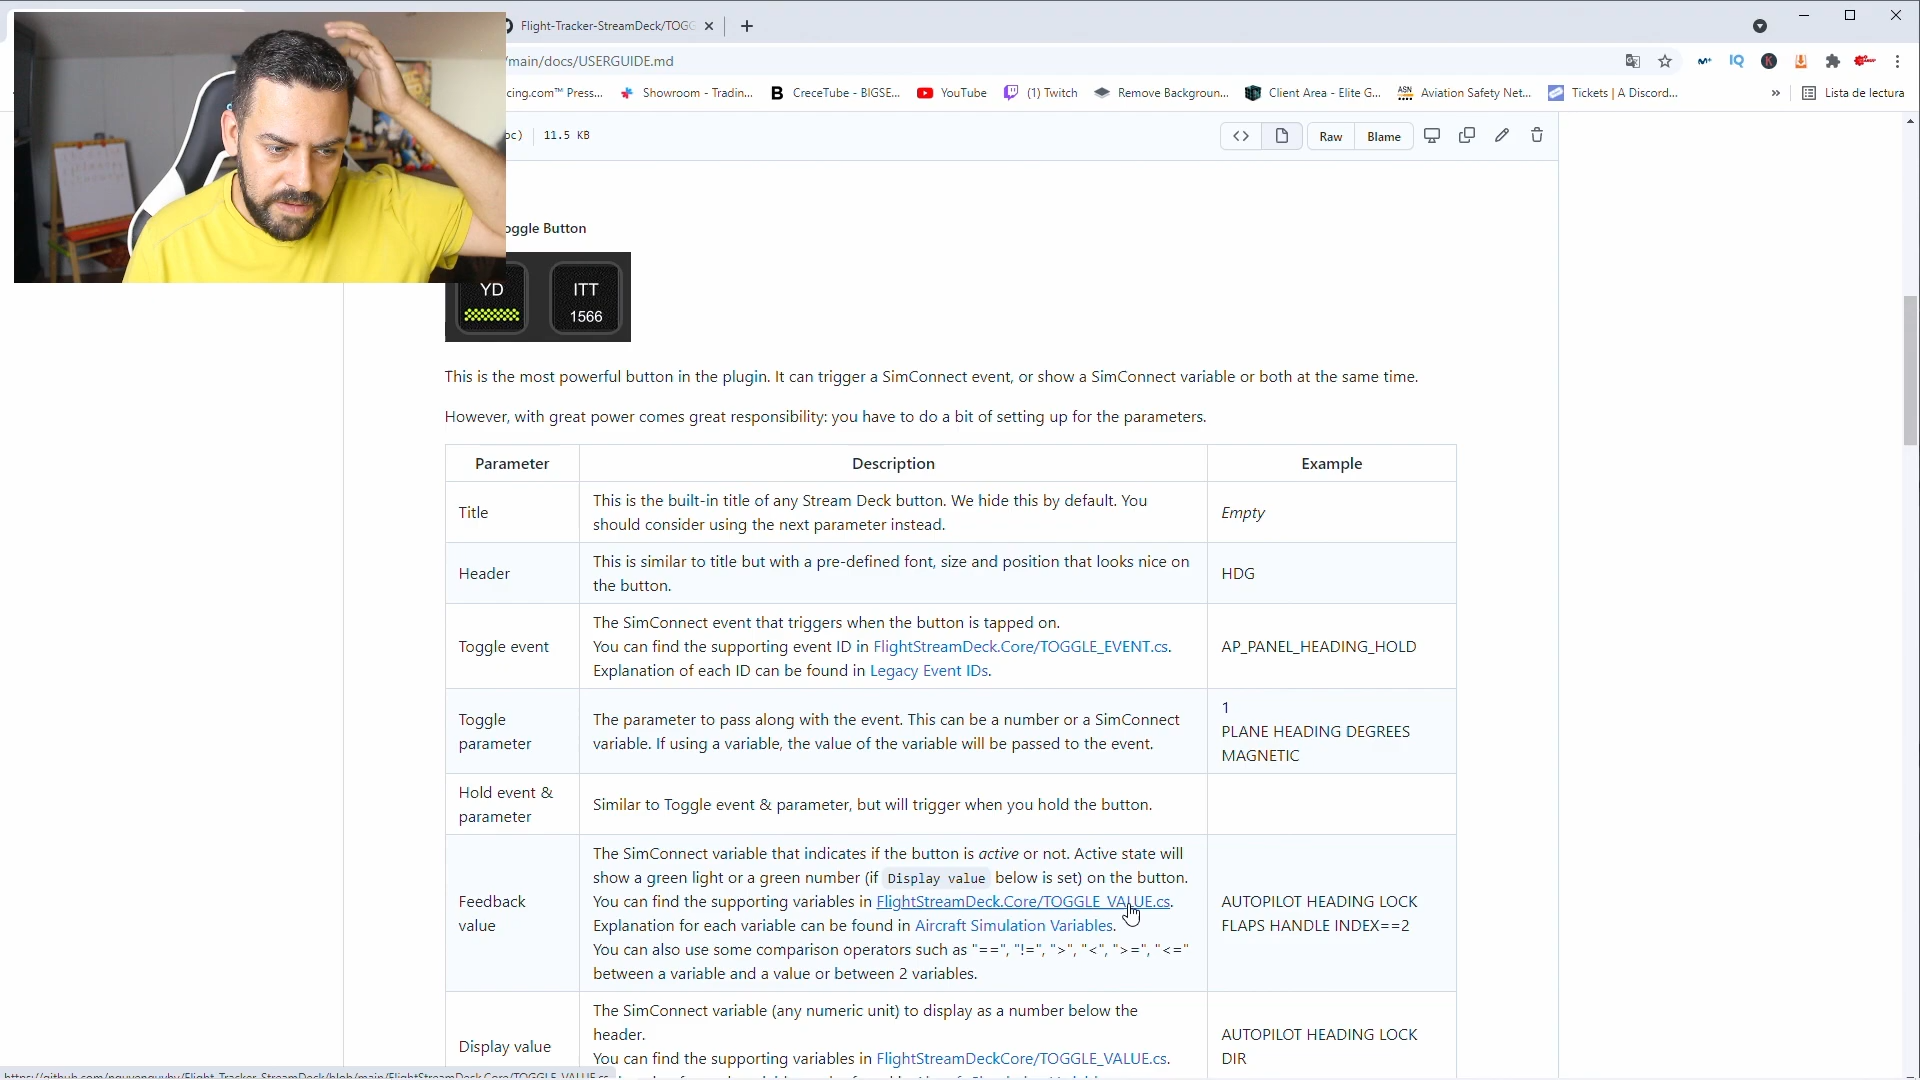 Flight-Tracker-StreamDeck/TOGG
/main/docs/USERGUIDE.md
cing.com™ Press...
Showroom - Tradin...
CreceTube - BIGSE...
YouTube
(1) Twitch
Remove Backgroun...
Client Area - Elite G...
ASN
Aviation Safety Net...
Tickets | A Discord...
»
Lista de lectura
oc)
11.5 KB
Raw
Blame
oggle Button
YD
ITT
1566
This is the most powerful button in the plugin. It can trigger a SimConnect event, or show a SimConnect variable or both at the same time.
However, with great power comes great responsibility: you have to do a bit of setting up for the parameters.
Parameter
Description
Example
Title
This is the built-in title of any Stream Deck button. We hide this by default. You
should consider using the next parameter instead.
Empty
Header
This is similar to title but with a pre-defined font, size and position that looks nice on
the button.
HDG
Toggle event
The SimConnect event that triggers when the button is tapped on.
You can find the supporting event ID in FlightStreamDeck.Core/TOGGLE_EVENT.cs.
Explanation of each ID can be found in Legacy Event IDs.
AP_PANEL_HEADING_HOLD
Toggle
parameter
The parameter to pass along with the event. This can be a number or a SimConnect
variable. If using a variable, the value of the variable will be passed to the event.
1
PLANE HEADING DEGREES
MAGNETIC
Hold event &
parameter
Similar to Toggle event & parameter, but will trigger when you hold the button.
Feedback
value
The SimConnect variable that indicates if the button is active or not. Active state will
show a green light or a green number (if Display value below is set) on the button.
You can find the supporting variables in FlightStreamDeck.Core/TOGGLE_VALUE.cs.
Explanation for each variable can be found in Aircraft Simulation Variables.
You can also use some comparison operators such as "==", "!=", ">", "<", ">=", "<="
between a variable and a value or between 2 variables.
AUTOPILOT HEADING LOCK
FLAPS HANDLE INDEX==2
Display value
The SimConnect variable (any numeric unit) to display as a number below the
header.
You can find the supporting variables in FlightStreamDeckCore/TOGGLE_VALUE.cs.
AUTOPILOT HEADING LOCK
DIR
https://github.com/nguyenquyhy/Flight-Tracker-StreamDeck/blob/main/FlightStreamDeck.Core/TOGGLE_VALUE.cs